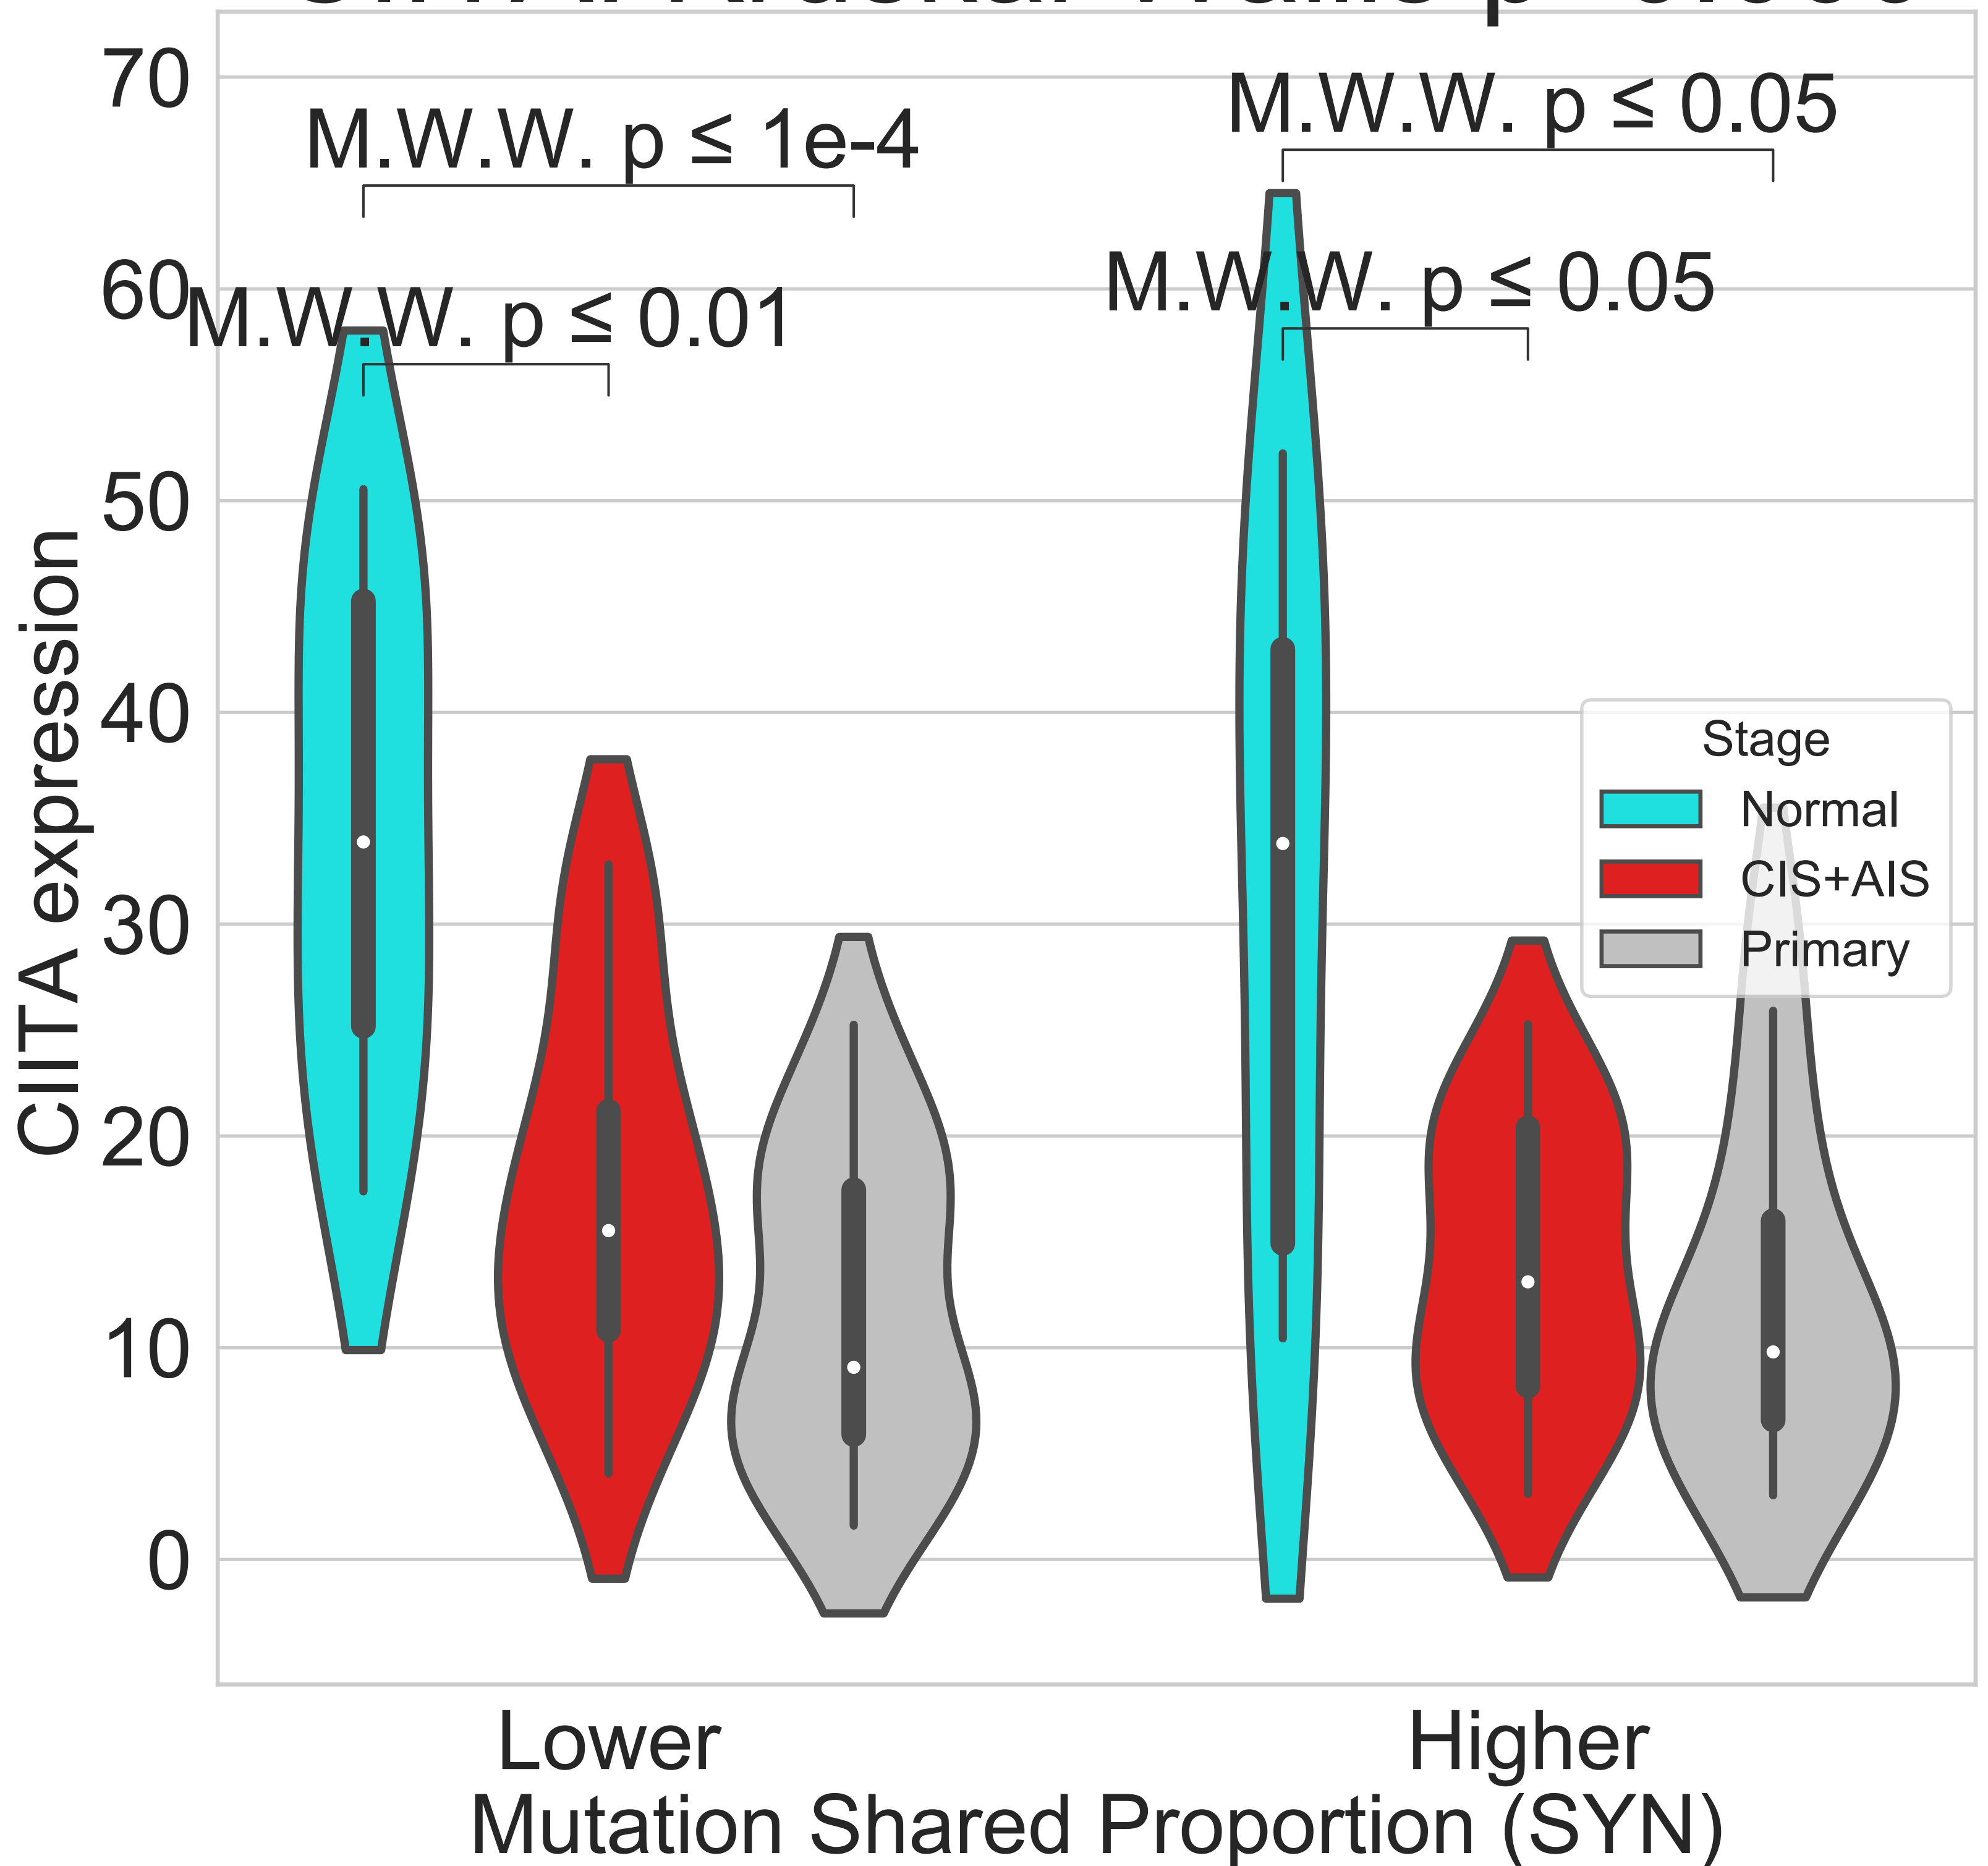 70
M.W.W. p ≤ 0.05
M.W.W. p ≤ 1e-4
60
M.W.W. p ≤ 0.05
M.W.W. p ≤ 0.01
50
40
30
20
10
0
CIITA expression
Stage
Normal
CIS+AIS
Primary
Lower
Higher
Mutation Shared Proportion (SYN)